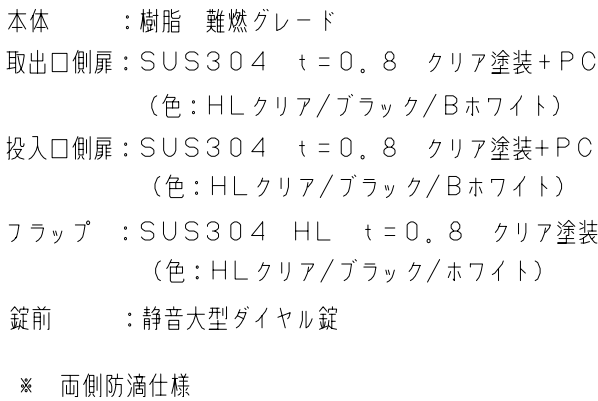 本体　　　：樹脂　難燃グレード
取出口側扉：ＳＵＳ３０４　ｔ＝０．８　クリア塗装＋ＰＣ
（色：ＨＬクリア/ブラック/Ｂホワイト）
投入口側扉：ＳＵＳ３０４　ｔ＝０．８　クリア塗装+ＰＣ
（色：ＨＬクリア/ブラック/Ｂホワイト）
フラップ　：ＳＵＳ３０４　ＨＬ　ｔ＝０．８　クリア塗装
（色：ＨＬクリア/ブラック/ホワイト）
錠前　　　：静音大型ダイヤル錠
※　両側防滴仕様